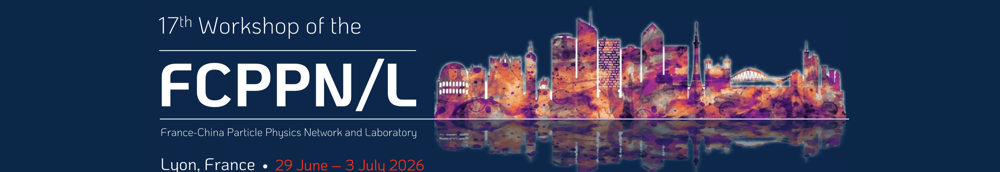 17th Workshop of the
FCPPN/L
France-China Particle Physics Network and Laboratory
Lyon, France • 29 June – 3 July 2026